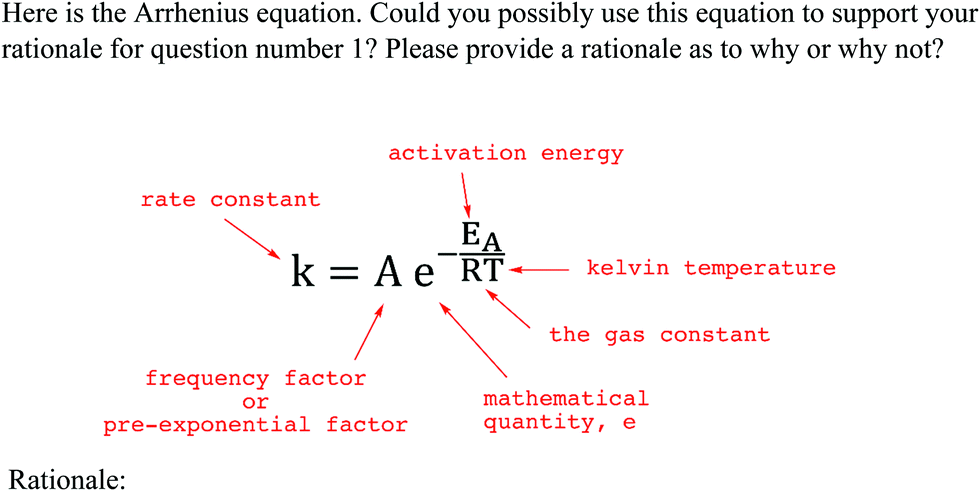 Here is the Arrhenius equation. Could you possibly use this equation to support your
rationale for question number 1? Please provide a rationale as to why or why not?
activation energy
rate constant
k = A e^{-\frac{E_A}{RT}}
kelvin temperature
the gas constant
frequency factor
or
pre-exponential factor
mathematical
quantity, e
Rationale: